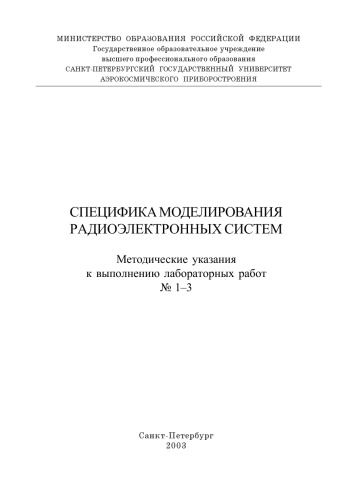 МИНИСТЕРСТВО ОБРАЗОВАНИЯ РОССИЙСКОЙ ФЕДЕРАЦИИ
Государственное образовательное учреждение
высшего профессионального образования
САНКТ-ПЕТЕРБУРГСКИЙ ГОСУДАРСТВЕННЫЙ УНИВЕРСИТЕТ
АЭРОКОСМИЧЕСКОГО ПРИБОРОСТРОЕНИЯ
СПЕЦИФИКА МОДЕЛИРОВАНИЯ
РАДИОЭЛЕКТРОННЫХ СИСТЕМ
Методические указания
к выполнению лабораторных работ
№ 1–3
Санкт-Петербург
2003